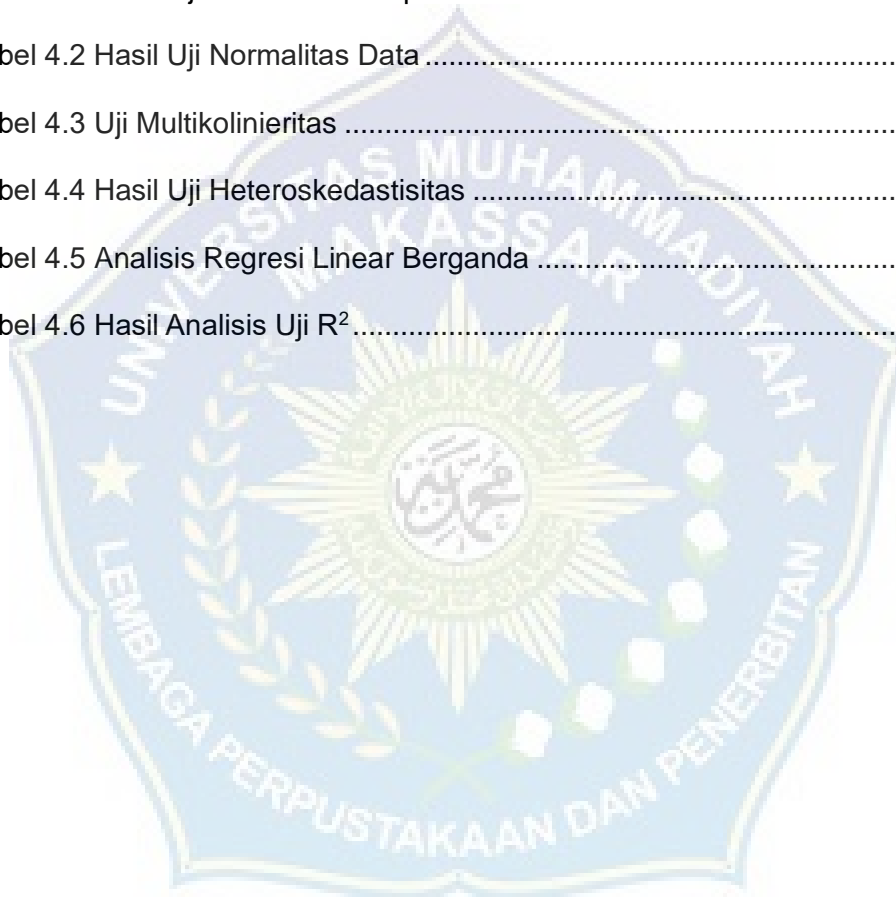 bel 4.2 Hasil Uji Normalitas Data ..........................................................
bel 4.3 Uji Multikolinieritas ....................................................................
bel 4.4 Hasil Uji Heteroskedastisitas ....................................................
bel 4.5 Analisis Regresi Linear Berganda ............................................
bel 4.6 Hasil Analisis Uji R² ...................................................................
UNIVERSITAS MUHAMMADIYAH
MAKASSAR
LEMBAGA PERPUSTAKAAN DAN PENERBITAN